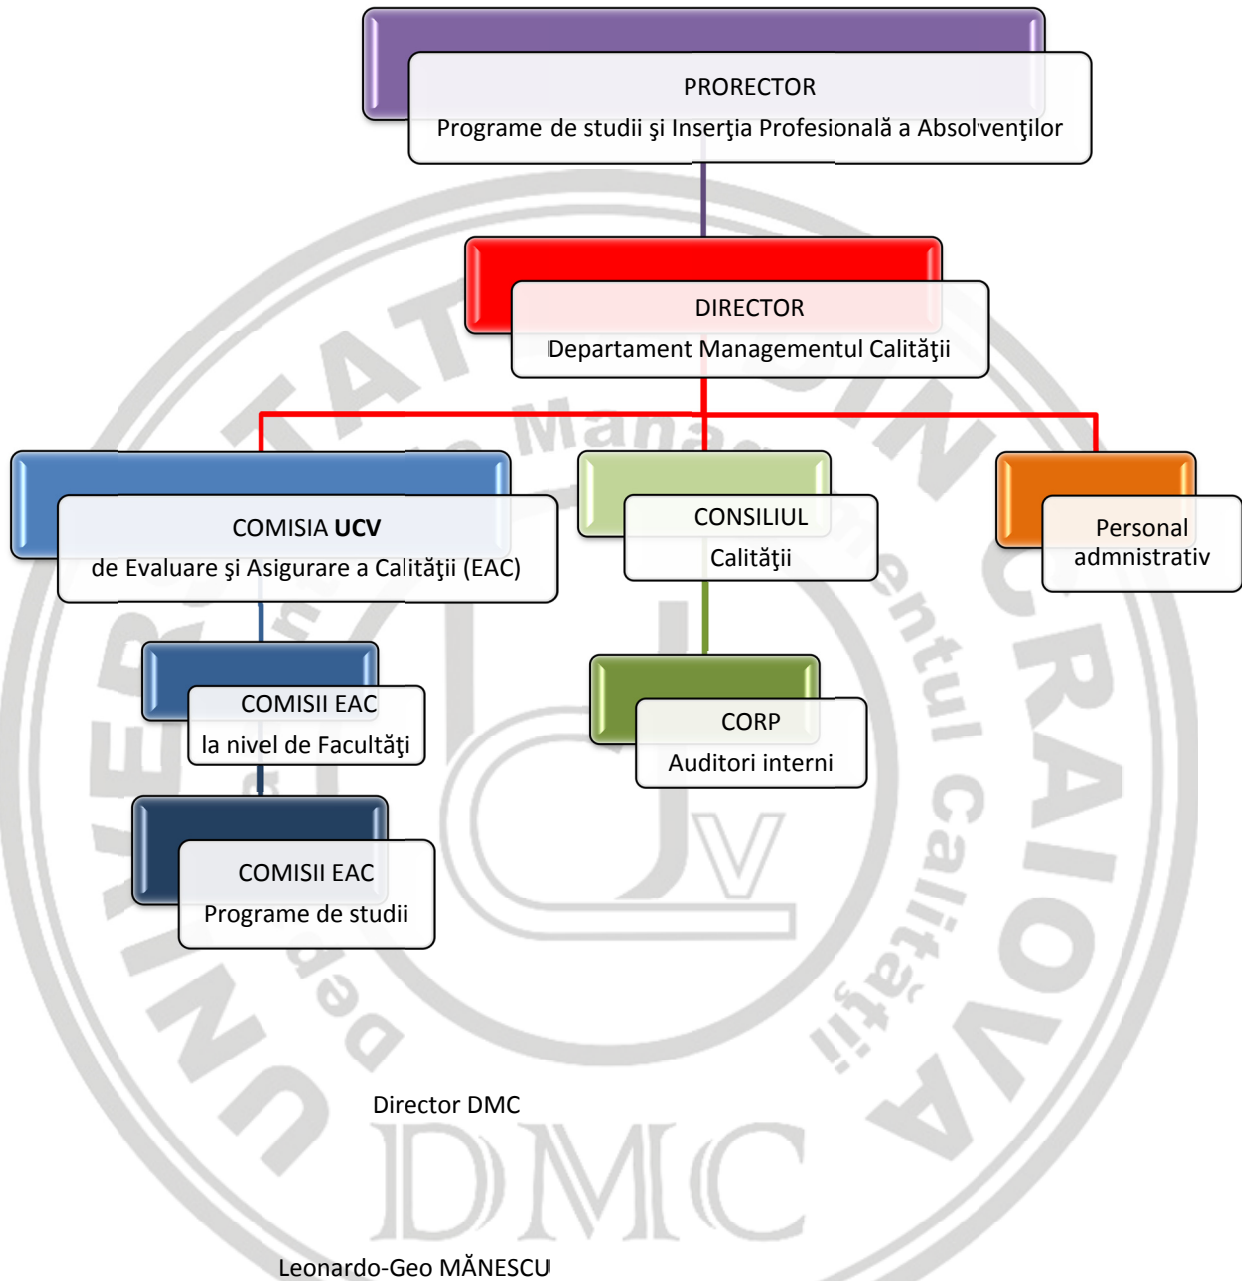 PRORECTOR
Programe de studii şi Inserţia Profesională a Absolvenţilor
DIRECTOR
Departament Managementul Calităţii
COMISIA UCV
de Evaluare şi Asigurare a Calităţii (EAC)
CONSILIUL
Calităţii
Personal
admnistrativ
COMISII EAC
la nivel de Facultăţi
CORP
Auditori interni
COMISII EAC
Programe de studii
Director DMC
DMC
Leonardo-Geo MĂNESCU